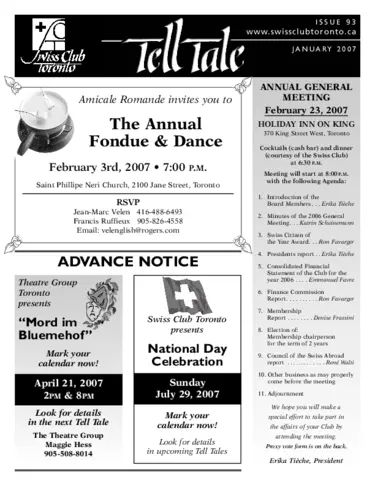 ISSUE 93
www.swissclubtoronto.ca
JANUARY 2007
Swiss Club
Toronto
Tell Tale
Amicale Romande invites you to
The Annual
Fondue & Dance
February 3rd, 2007 • 7:00 P.M.
Saint Phillipe Neri Church, 2100 Jane Street, Toronto
RSVP
Jean-Marc Velen 416-488-6493
Francis Ruffieux 905-826-4558
Email: velenglish@rogers.com
ADVANCE NOTICE
Theatre Group
Toronto
presents
“Mord im
Bluemehof”
Mark your
calendar now!
April 21, 2007
2PM & 8PM
Look for details
in the next Tell Tale
The Theatre Group
Maggie Hess
905-508-8014
Swiss Club Toronto
presents
National Day
Celebration
Sunday
July 29, 2007
Mark your
calendar now!
Look for details
in upcoming Tell Tales
ANNUAL GENERAL
MEETING
February 23, 2007
HOLIDAY INN ON KING
370 King Street West, Toronto
Cocktails (cash bar) and dinner
(courtesy of the Swiss Club)
at 6:30 P.M.
Meeting will start at 8:00 P.M.
with the following Agenda:
1. Introduction of the
Board Members . . . Erika Tièche
2. Minutes of the 2006 General
Meeting. . . Katrin Schuinsmann
3. Swiss Citizen of
the Year Award. . . Ron Favarger
4. Presidents report . . Erika Tièche
5. Consolidated Financial
Statement of the Club for the
year 2006 . . . . Emmanuel Favre
6. Finance Commission
Report. . . . . . . . . . Ron Favarger
7. Membership
Report . . . . . . . . Denise Frassini
8. Election of:
Membership chairperson
for the term of 2 years
9. Council of the Swiss Abroad
report . . . . . . . . . . . . René Walti
10. Other business as may properly
come before the meeting
11. Adjournment
We hope you will make a
special effort to take part in
the affairs of your Club by
attending the meeting.
Proxy vote form is on the back.
Erika Tièche, President